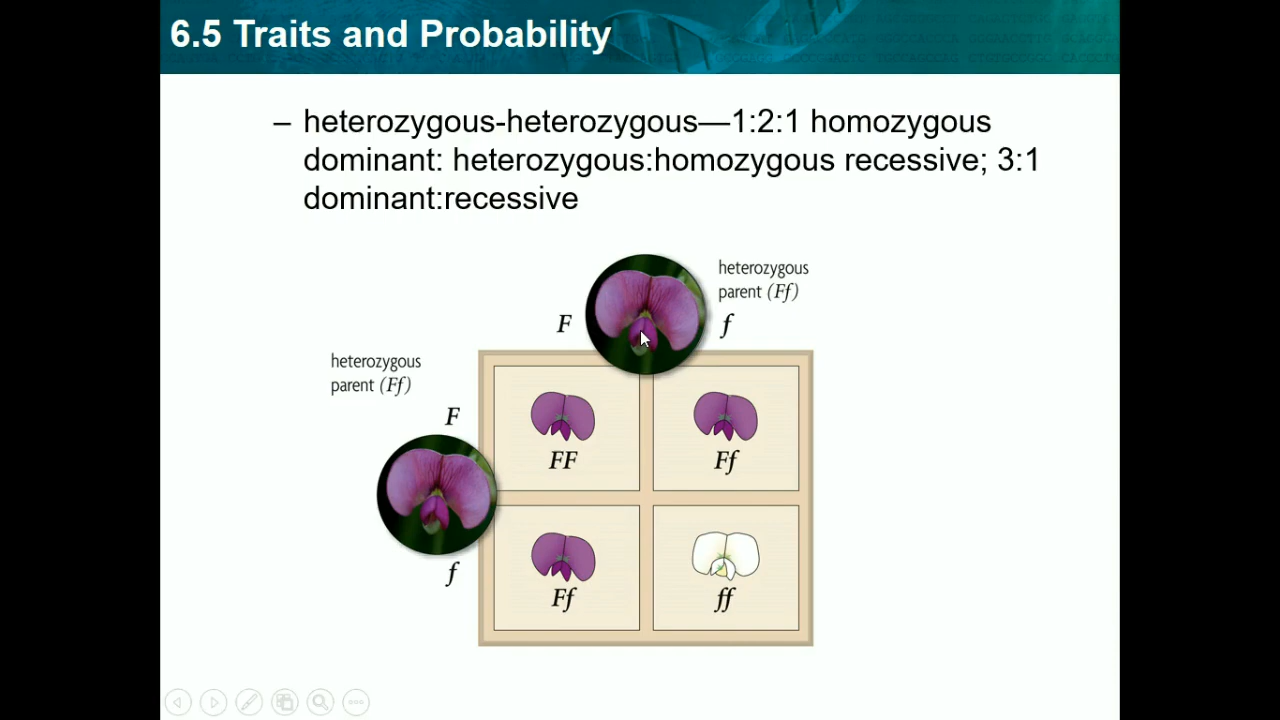 6.5 Traits and Probability
– heterozygous-heterozygous—1:2:1 homozygous
dominant: heterozygous:homozygous recessive; 3:1
dominant:recessive
heterozygous
parent (Ff)
F
f
heterozygous
parent (Ff)
F
f
FF
Ff
Ff
ff